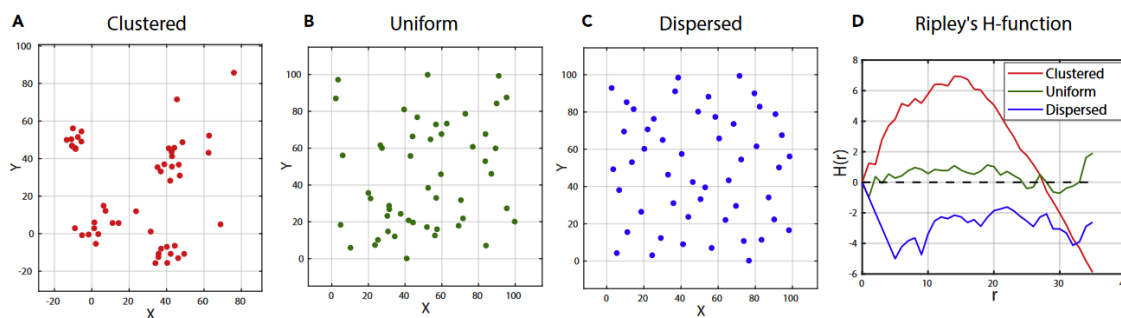 A Clustered
Y
100
80
60
40
20
0
-20
-20 0 20 40 60 80
X
B Uniform
Y
100
80
60
40
20
0
0 20 40 60 80 100
X
C Dispersed
Y
100
80
60
40
20
0
0 20 40 60 80 100
X
D Ripley's H-function
H(r)
8
6
4
2
0
-2
-4
-6
0 10 20 30 40
r
Clustered
Uniform
Dispersed